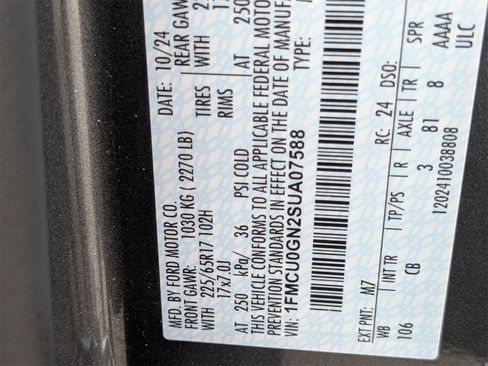 MFD. BY FORD MOTOR CO.
DATE: 10/24
FRONT GAWR: 1030 KG ( 2270 LB)
REAR GAW
WITH 225/65R17 102H TIRES
WITH
17x7.0J RIMS
AT 250 kPa/ 36 PSI COLD
AT 250
THIS VEHICLE CONFORMS TO ALL APPLICABLE FEDERAL MOTOR
PREVENTION STANDARDS IN EFFECT ON THE DATE OF MANUF
VIN: 1FMCU0GN2SUA07588
TYPE:
EXT PNT: M7 RC: 24 DSO:
WB INT TR TP/PS R AXLE TR SPR
106 CB 3 81 8 AAAA
1202410038808 ULC